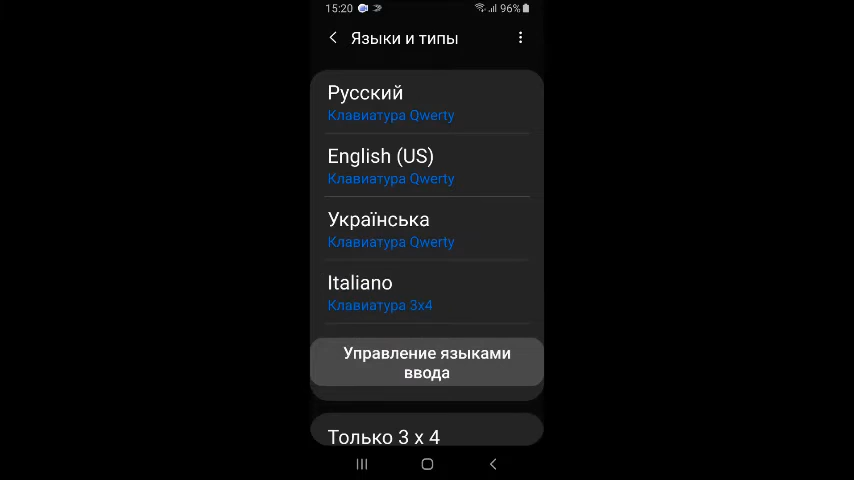 15:20 96%
Языки и типы
Русский
Клавиатура Qwerty
English (US)
Клавиатура Qwerty
Українська
Клавиатура Qwerty
Italiano
Клавиатура 3x4
Управление языками
ввода
Только 3 x 4